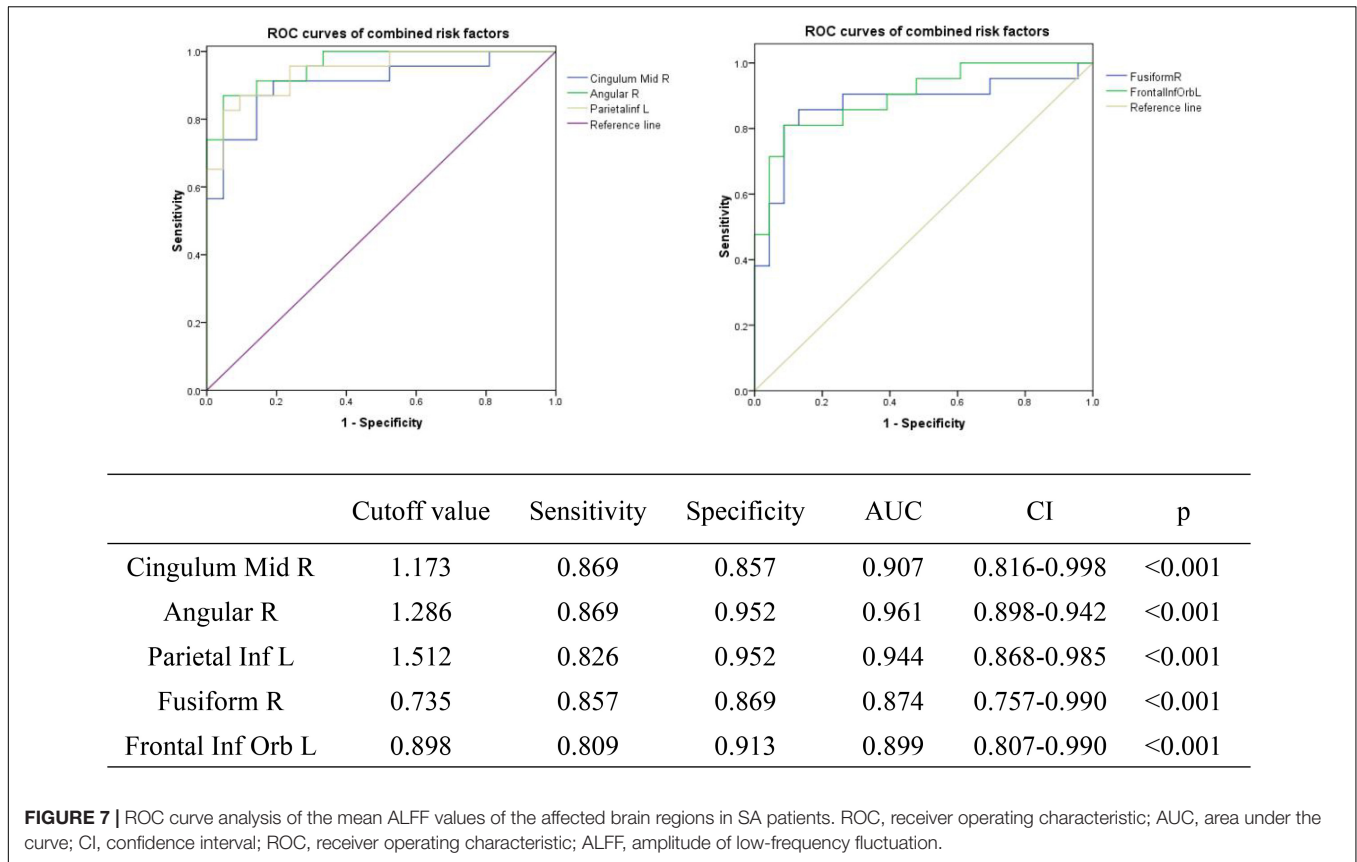 ROC curves of combined risk factors
1.0
0.8
0.6
0.4
0.2
0.0
Sensitivity
0.0 0.2 0.4 0.6 0.8 1.0
1 - Specificity
Cingulum Mid R
Angular R
Parietalinf L
Reference line
ROC curves of combined risk factors
1.0
0.8
0.6
0.4
0.2
0.0
Sensitivity
0.0 0.2 0.4 0.6 0.8 1.0
1 - Specificity
FusiformR
FrontalInfOrbL
Reference line
Cutoff value Sensitivity Specificity AUC CI p
Cingulum Mid R 1.173 0.869 0.857 0.907 0.816-0.998 <0.001
Angular R 1.286 0.869 0.952 0.961 0.898-0.942 <0.001
Parietal Inf L 1.512 0.826 0.952 0.944 0.868-0.985 <0.001
Fusiform R 0.735 0.857 0.869 0.874 0.757-0.990 <0.001
Frontal Inf Orb L 0.898 0.809 0.913 0.899 0.807-0.990 <0.001
FIGURE 7 | ROC curve analysis of the mean ALFF values of the affected brain regions in SA patients. ROC, receiver operating characteristic; AUC, area under the
curve; CI, confidence interval; ROC, receiver operating characteristic; ALFF, amplitude of low-frequency fluctuation.